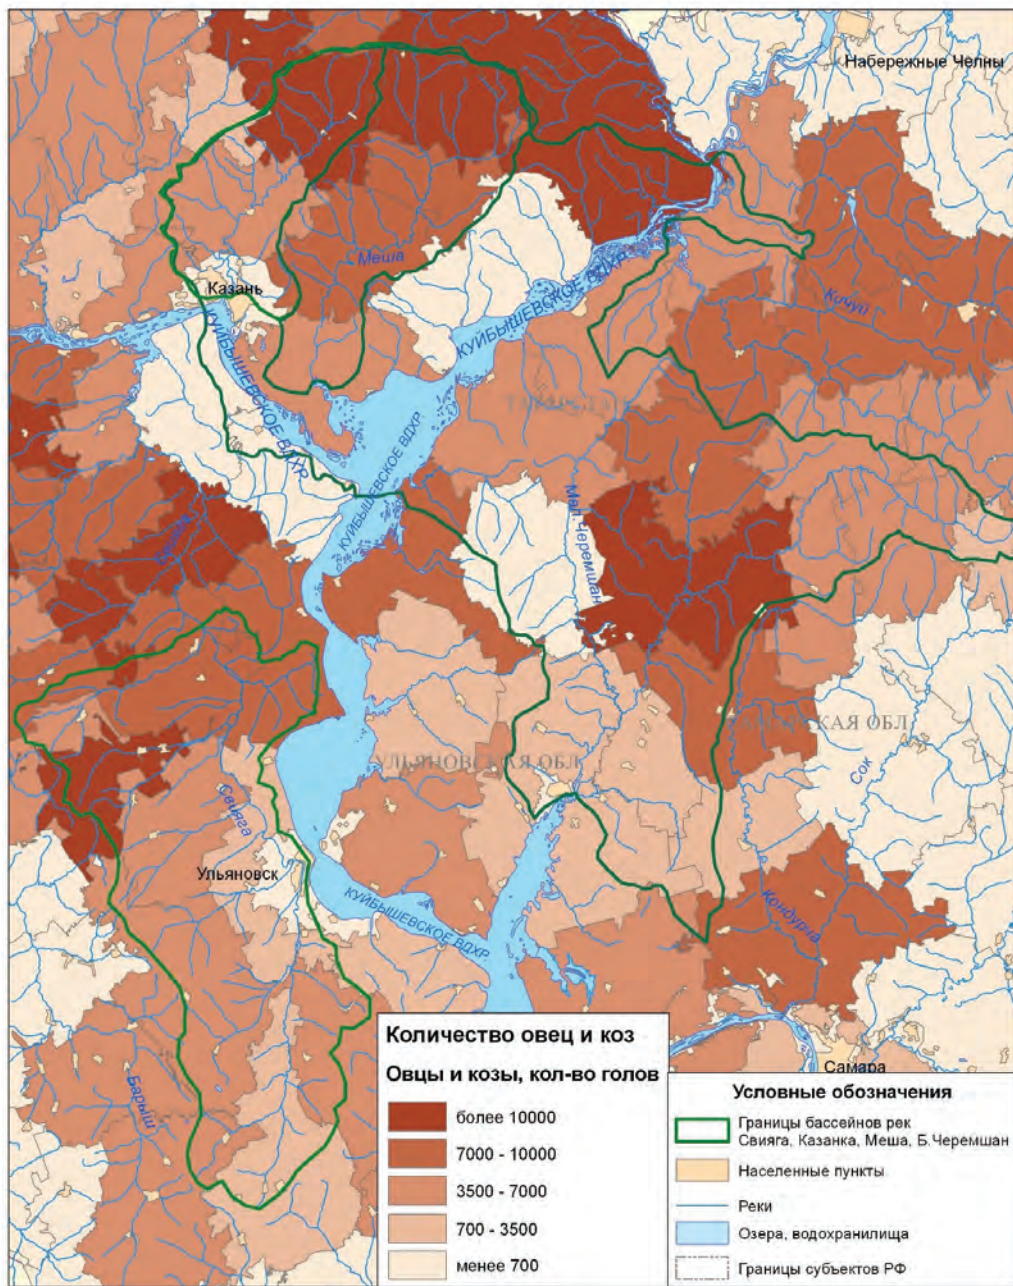 Набережные Челны
Меша
Казань
КУЙБЫШЕВСКОЕ ВДХР.
КУЙБЫШЕВСКОЕ ВДХР.
Кичуй
ТАТАРСТАН
КУЙБЫШЕВСКОЕ ВДХР.
Мал. Черемшан
УЛЬЯНОВСКАЯ ОБЛ.
САМАРСКАЯ ОБЛ.
Сок
Свияга
Ульяновск
КУЙБЫШЕВСКОЕ ВДХР.
Кондурча
Самара
Барыш
Количество овец и коз
Овцы и козы, кол-во голов
более 10000
7000 - 10000
3500 - 7000
700 - 3500
менее 700
Условные обозначения
Границы бассейнов рек
Свияга, Казанка, Меша, Б.Черемшан
Населенные пункты
Реки
Озера, водохранилища
Границы субъектов РФ